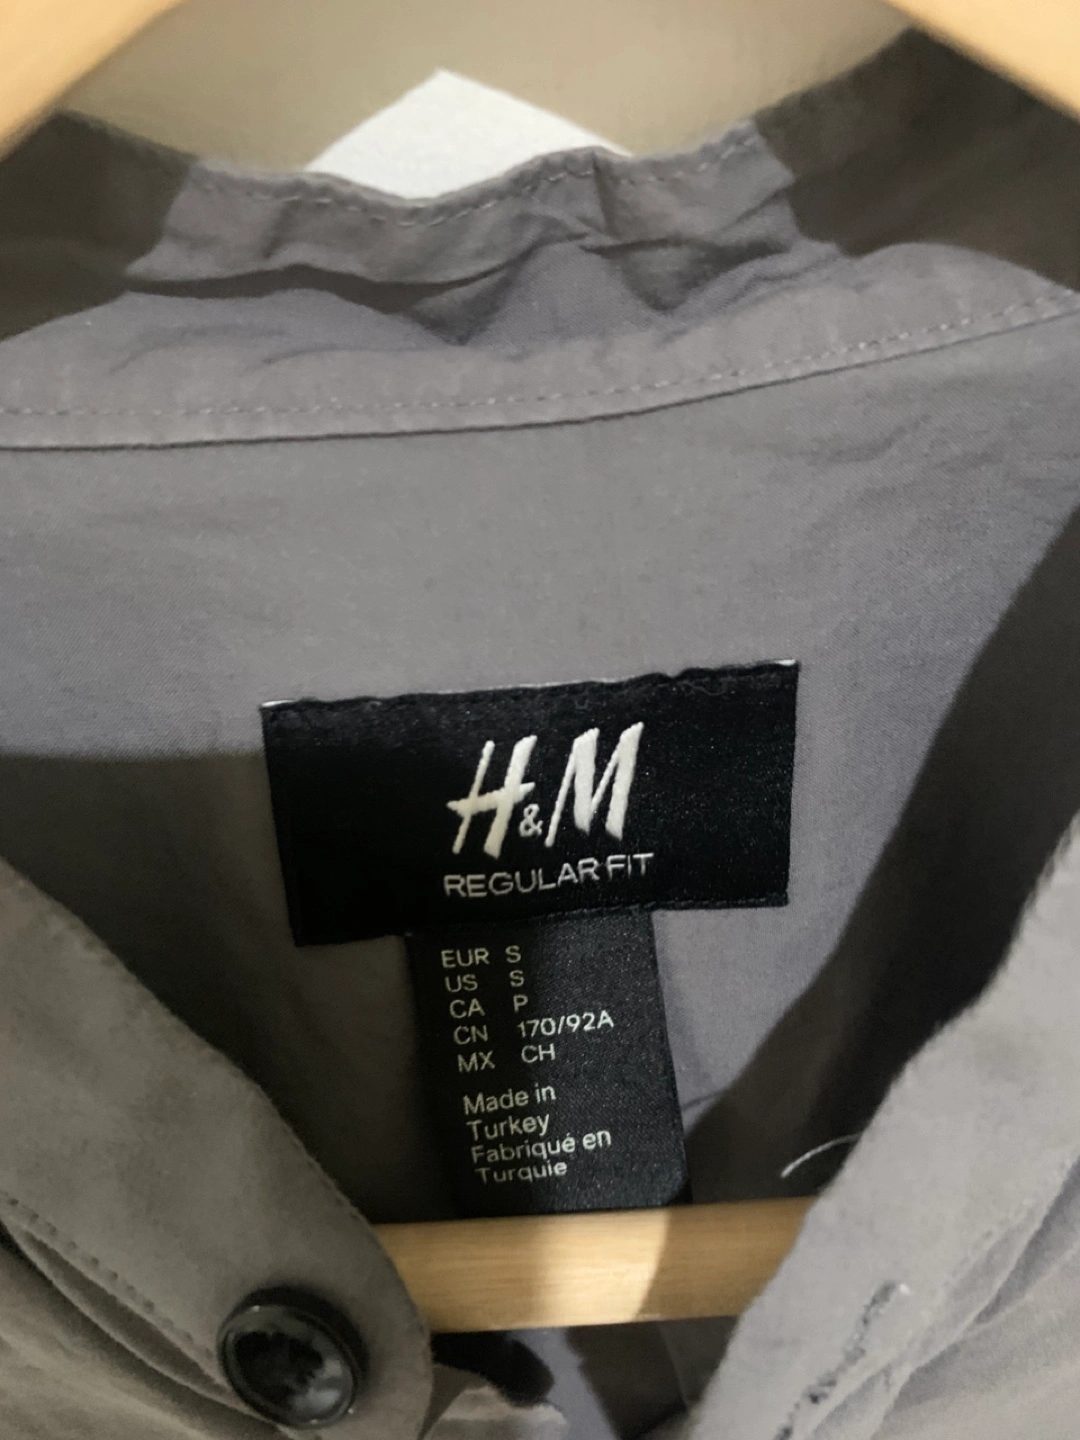 H&M
REGULAR FIT
EUR S
US S
CA P
CN 170/92A
MX CH
Made in
Turkey
Fabriqué en
Turquie